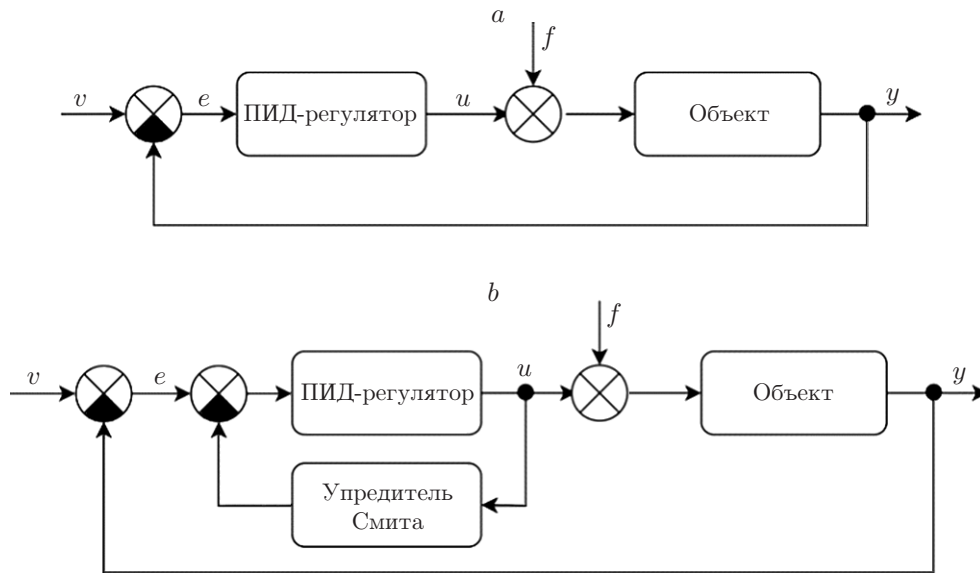 a
f
v
e
ПИД-регулятор
u
Объект
y
b
f
v
e
ПИД-регулятор
u
Объект
y
Упредитель
Смита